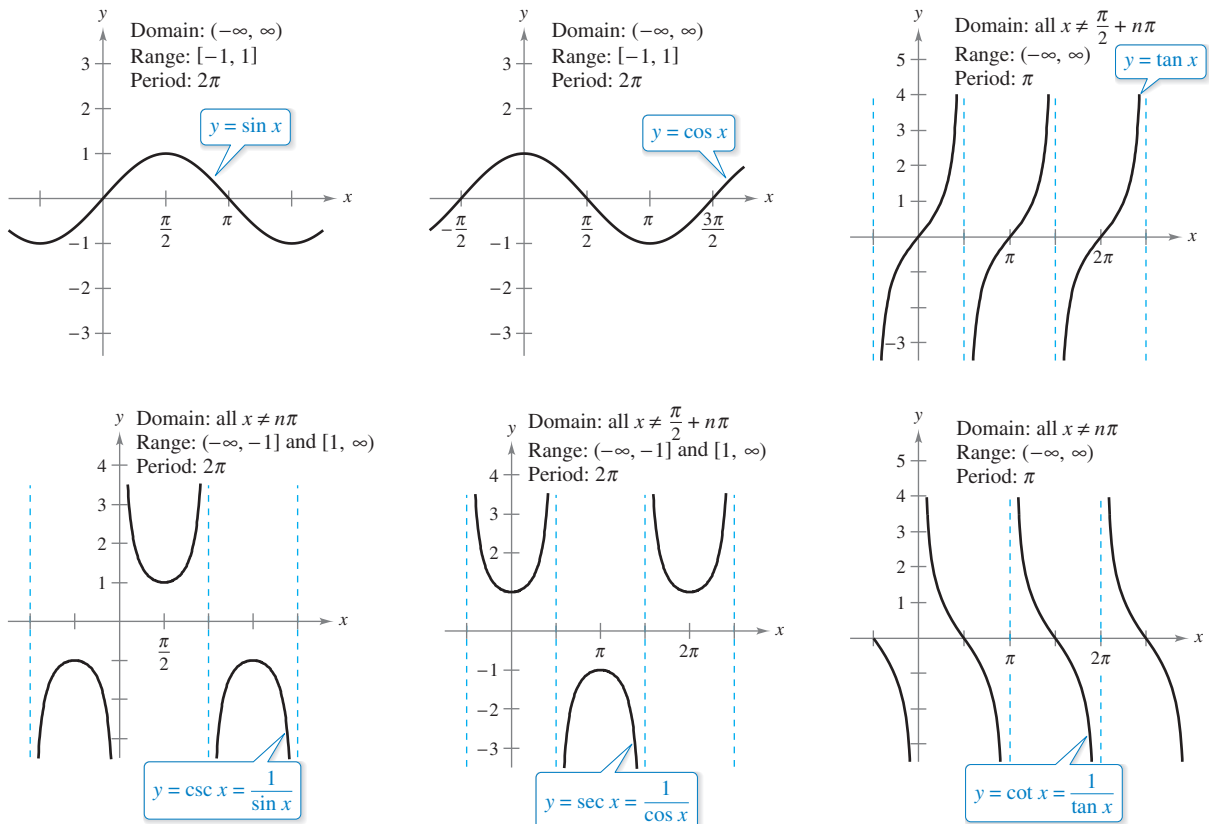 y
Domain: (−∞, ∞)
Range: [−1, 1]
Period: 2π
3
2
1
−1
−2
−3
y = sin x
π/2
π
x
y
Domain: (−∞, ∞)
Range: [−1, 1]
Period: 2π
3
2
1
−1
−2
−3
y = cos x
−π/2
π/2
π
3π/2
x
y
Domain: all x ≠ π/2 + nπ
Range: (−∞, ∞)
Period: π
y = tan x
5
4
3
2
1
−3
π
2π
x
y
Domain: all x ≠ nπ
Range: (−∞, −1] and [1, ∞)
Period: 2π
4
3
2
1
π/2
x
y = csc x = 1/sin x
y
Domain: all x ≠ π/2 + nπ
Range: (−∞, −1] and [1, ∞)
Period: 2π
4
3
2
−1
−2
−3
π
2π
x
y = sec x = 1/cos x
y
Domain: all x ≠ nπ
Range: (−∞, ∞)
Period: π
5
4
3
2
1
π
2π
x
y = cot x = 1/tan x